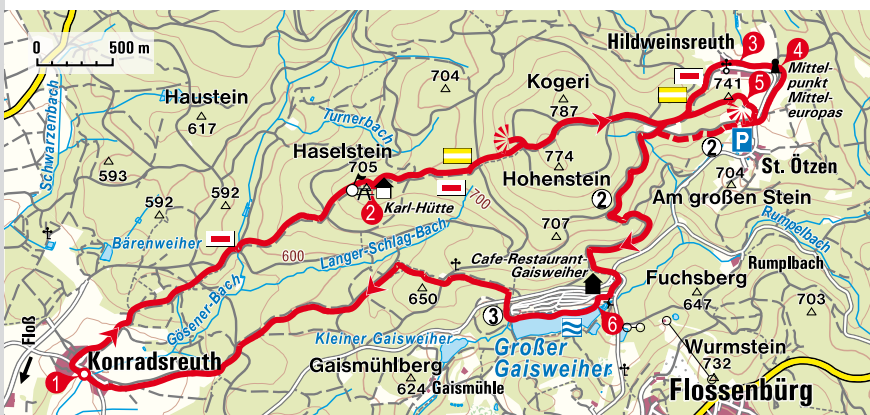 0 500 m
Hildweinsreuth
3
4
Mittel-
punkt
Mittel-
europas
741
5
704
Kogeri
787
Haustein
617
Schwarzenbach
Turnerbach
593
Haselstein
705
2
P
St. Ötzen
774
Hohenstein
2
704
Am großen Stein
592
592
2
Karl-Hütte
700
707
Rumpelbach
Bärenweiher
600
Langer-Schlag-Bach
Cafe-Restaurant-
Gaisweiher
Rumplbach
Gösener-Bach
650
Fuchsberg
647
703
Floß
3
6
Kleiner Gaisweiher
Großer
Gaisweiher
Wurmstein
732
1
Konradsreuth
Gaismühlberg
624
Gaismühle
Flossenbürg